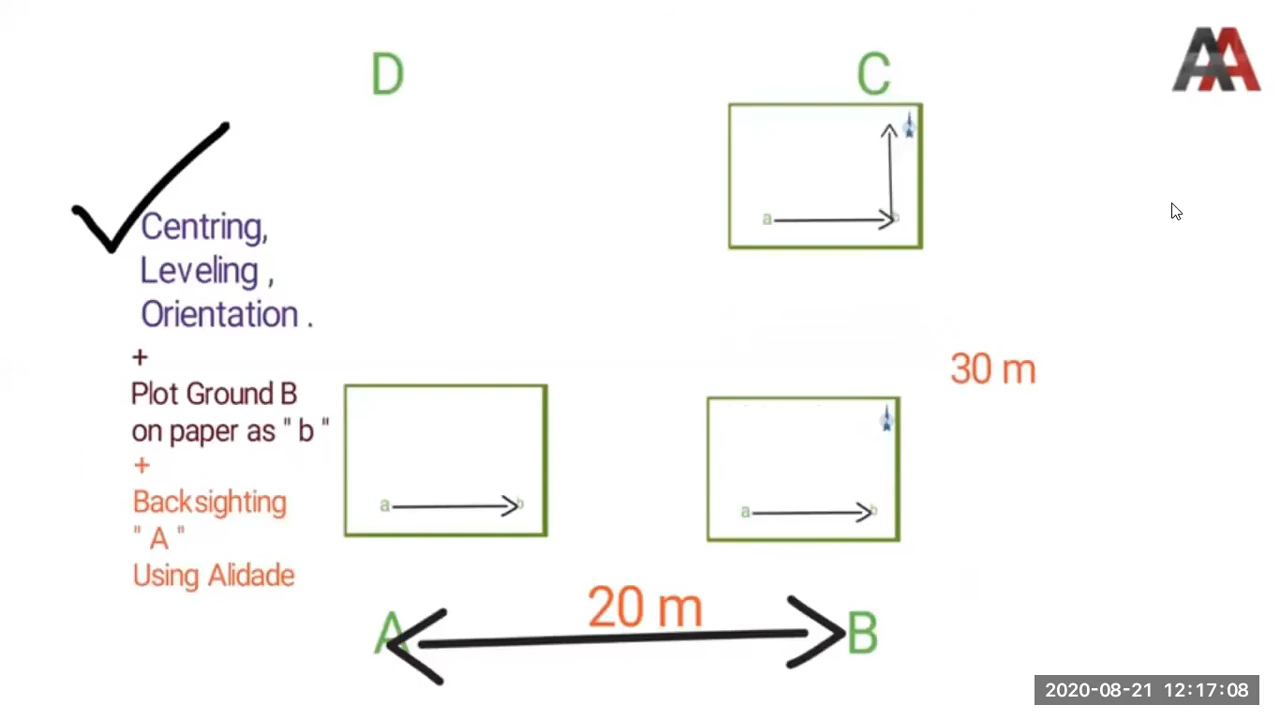 D
C
AA
Centring,
Leveling ,
Orientation .
+
Plot Ground B
on paper as " b "
+
Backsighting
" A "
Using Alidade
a b
30 m
a b
a b
20 m
A
B
2020-08-21 12:17:08